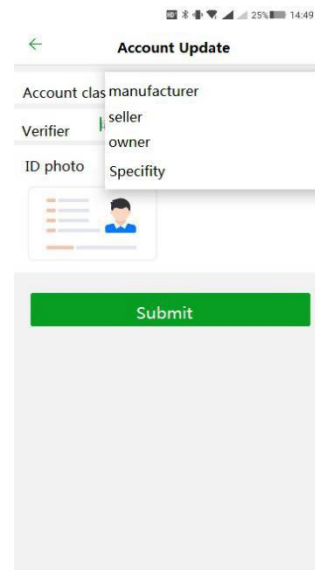 25% 14:49
Account Update
Account clas
manufacturer
seller
Verifier
owner
ID photo
Specifity
Submit